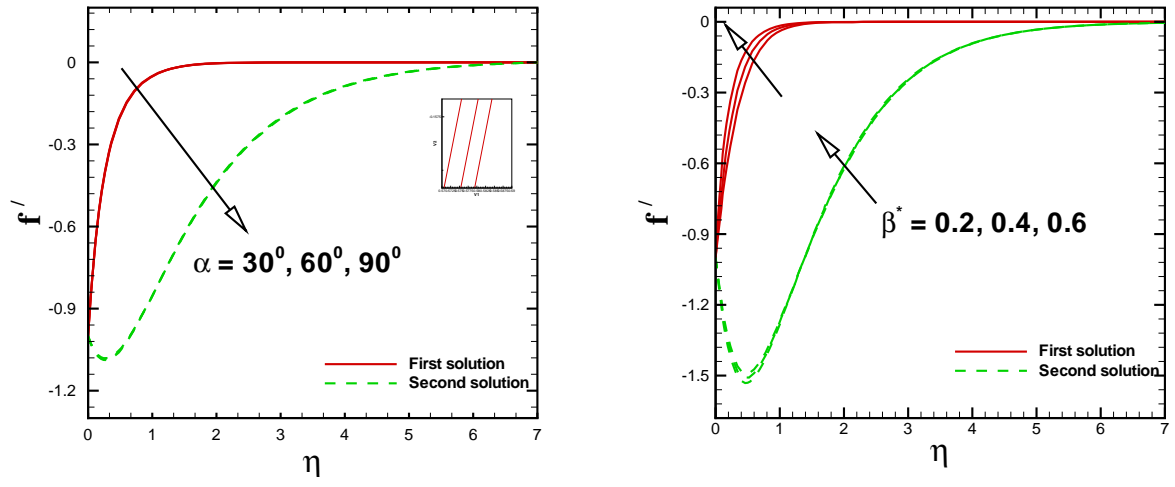 0
-0.3
-0.6
-0.9
-1.2
f ′
α = 30⁰, 60⁰, 90⁰
First solution
Second solution
0 1 2 3 4 5 6 7
η
0
-0.3
-0.6
-0.9
-1.2
-1.5
f ′
β* = 0.2, 0.4, 0.6
First solution
Second solution
0 1 2 3 4 5 6 7
η